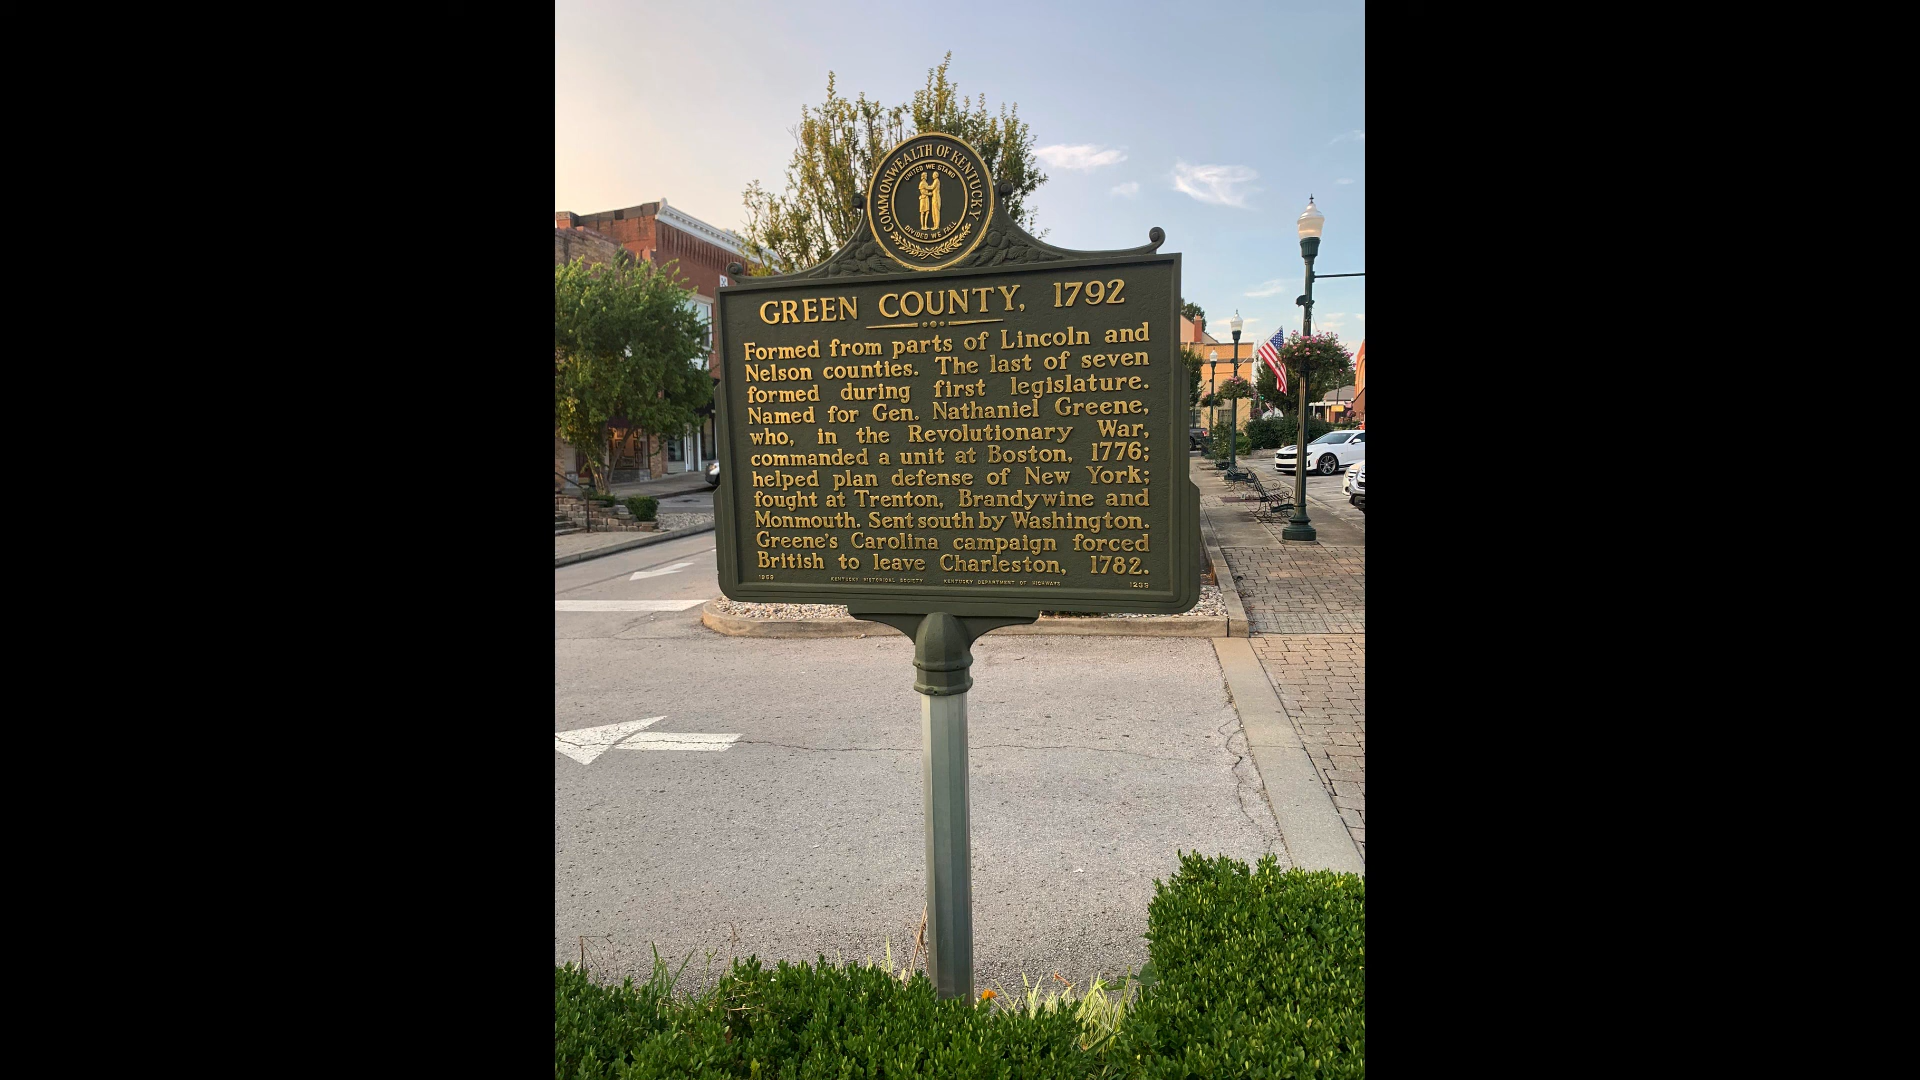 COMMONWEALTH OF KENTUCKY
UNITED WE STAND
DIVIDED WE FALL
GREEN COUNTY, 1792
Formed from parts of Lincoln and
Nelson counties. The last of seven
formed during first legislature.
Named for Gen. Nathaniel Greene,
who, in the Revolutionary War,
commanded a unit at Boston, 1776;
helped plan defense of New York;
fought at Trenton, Brandywine and
Monmouth. Sent south by Washington.
Greene's Carolina campaign forced
British to leave Charleston, 1782.
KENTUCKY HISTORICAL SOCIETY KENTUCKY DEPARTMENT OF HIGHWAYS